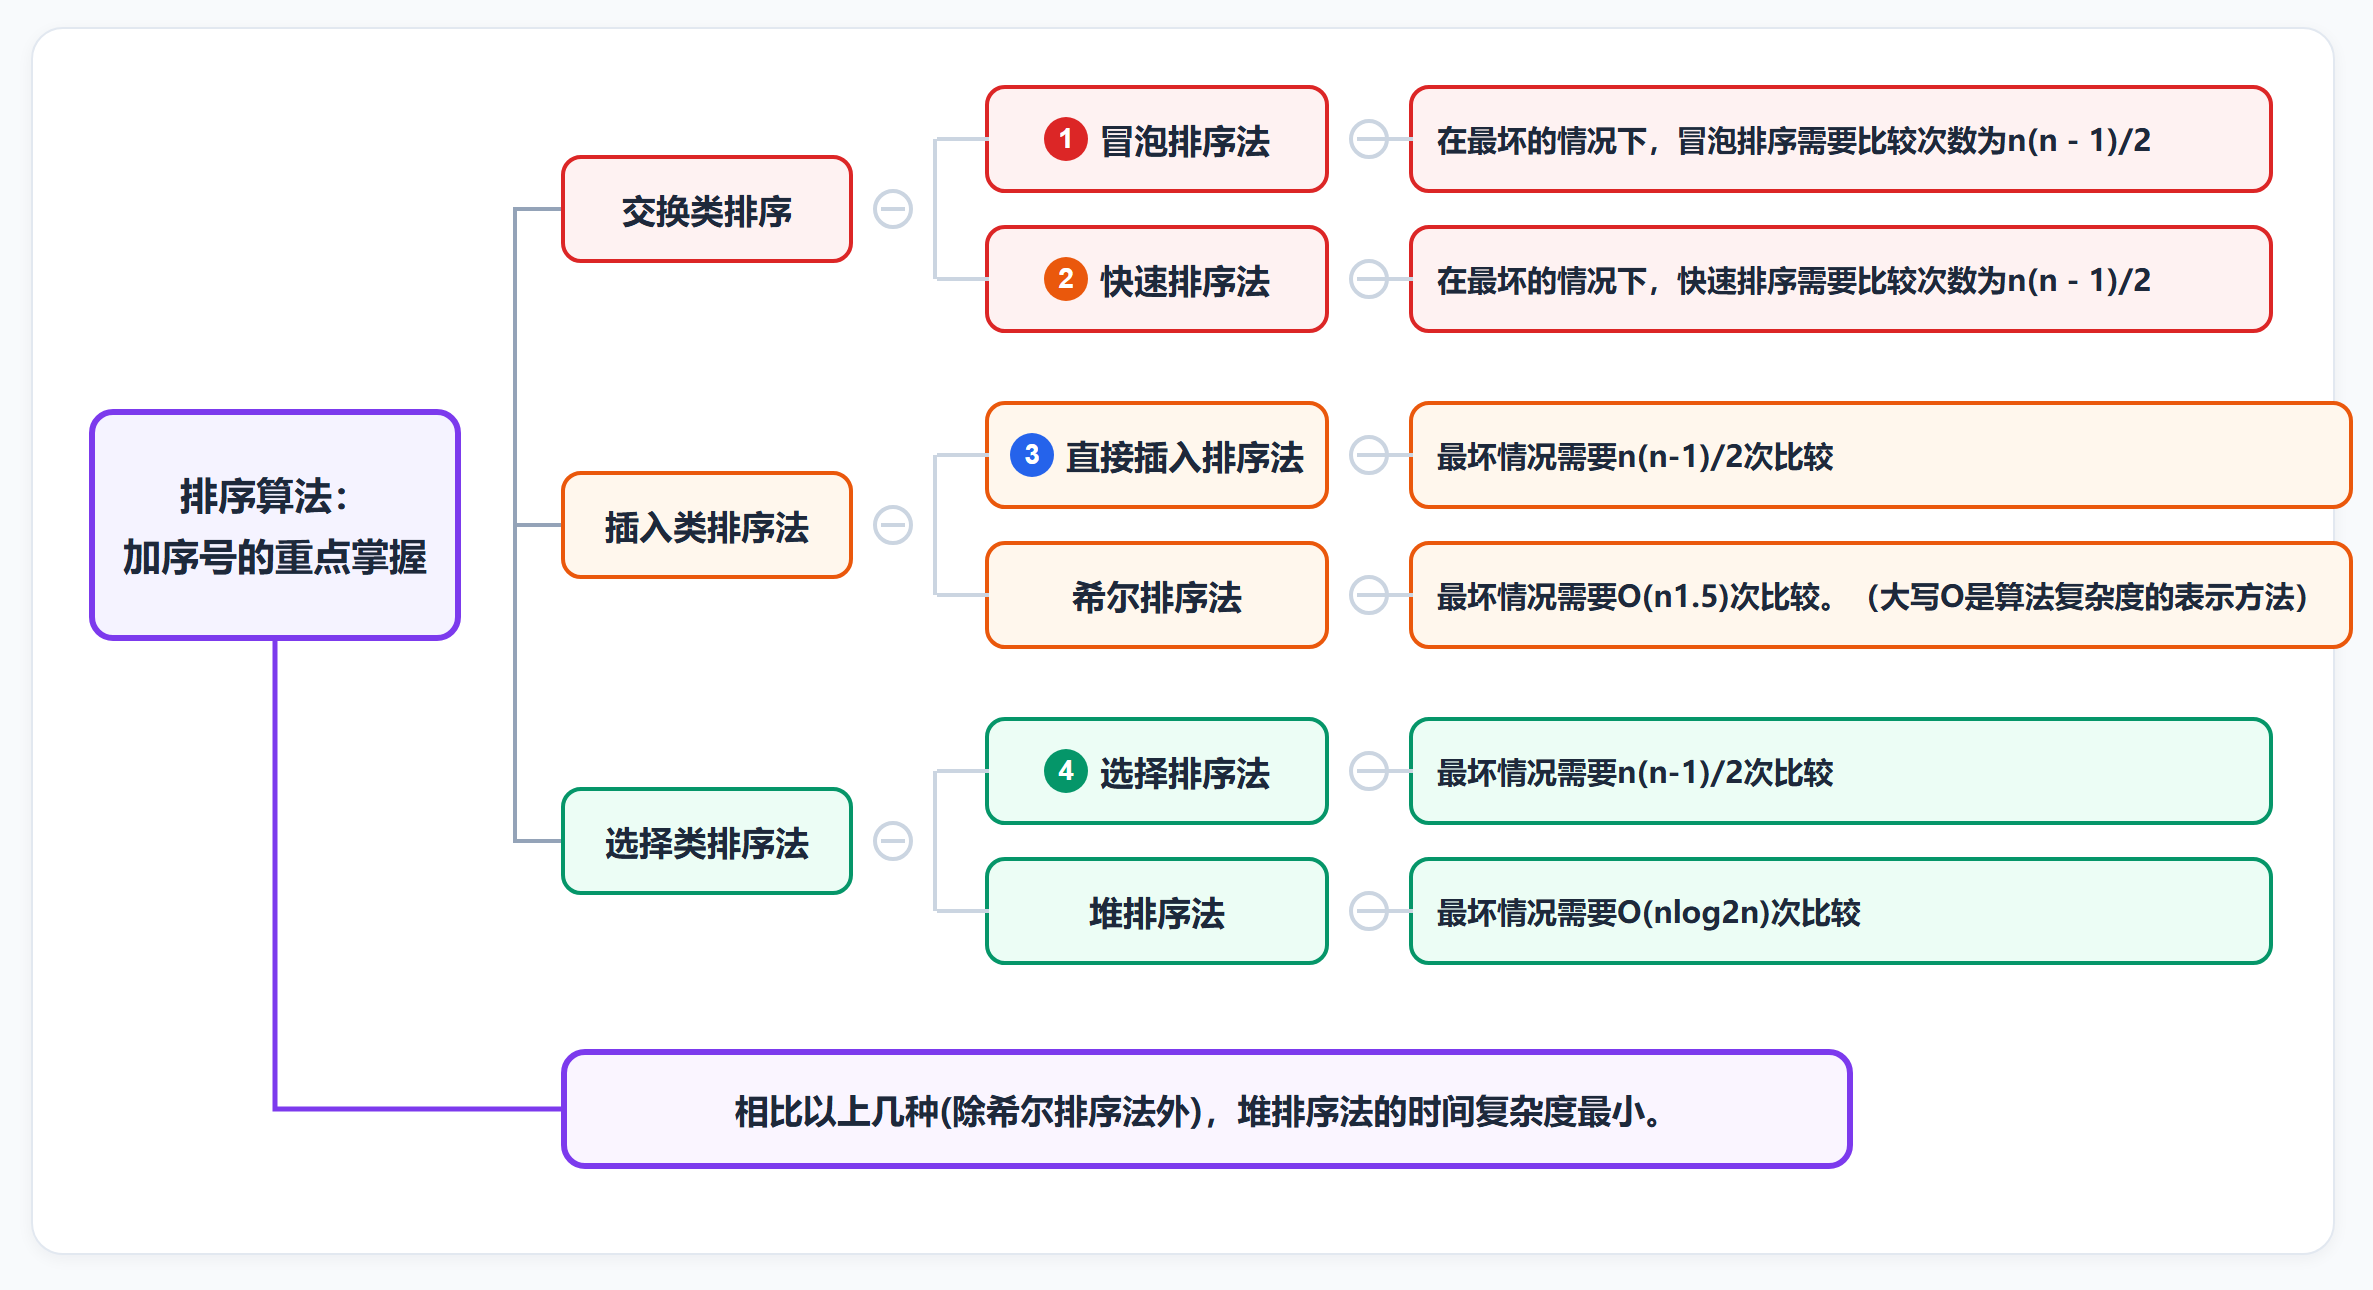 排序算法：
加序号的重点掌握
交换类排序
1 冒泡排序法
在最坏的情况下，冒泡排序需要比较次数为n(n - 1)/2
2 快速排序法
在最坏的情况下，快速排序需要比较次数为n(n - 1)/2
插入类排序法
3 直接插入排序法
最坏情况需要n(n-1)/2次比较
希尔排序法
最坏情况需要O(n1.5)次比较。（大写O是算法复杂度的表示方法）
选择类排序法
4 选择排序法
最坏情况需要n(n-1)/2次比较
堆排序法
最坏情况需要O(nlog2n)次比较
相比以上几种(除希尔排序法外)，堆排序法的时间复杂度最小。